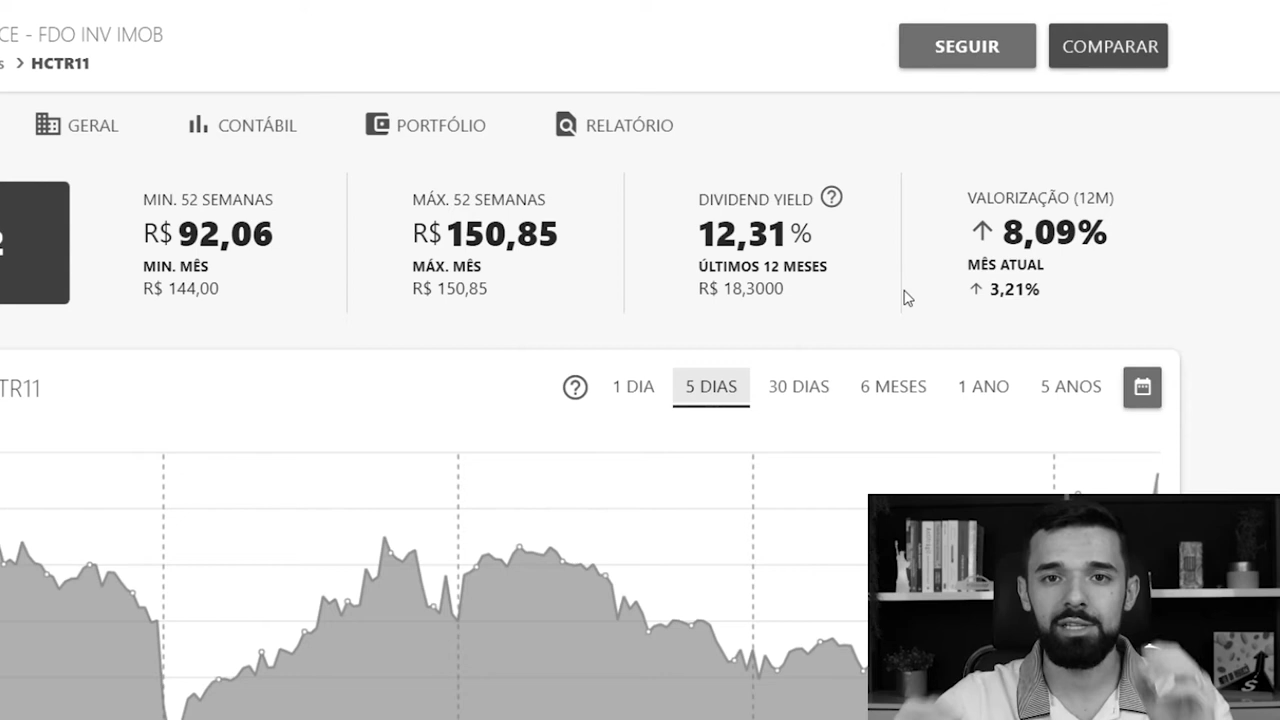 CE - FDO INV IMOB
s > HCTR11
SEGUIR
COMPARAR
GERAL
CONTÁBIL
PORTFÓLIO
RELATÓRIO
2
MIN. 52 SEMANAS
R$ 92,06
MIN. MÊS
R$ 144,00
MÁX. 52 SEMANAS
R$ 150,85
MÁX. MÊS
R$ 150,85
DIVIDEND YIELD ?
12,31 %
ÚLTIMOS 12 MESES
R$ 18,3000
VALORIZAÇÃO (12M)
↑ 8,09%
MÊS ATUAL
↑ 3,21%
TR11
? 1 DIA 5 DIAS 30 DIAS 6 MESES 1 ANO 5 ANOS